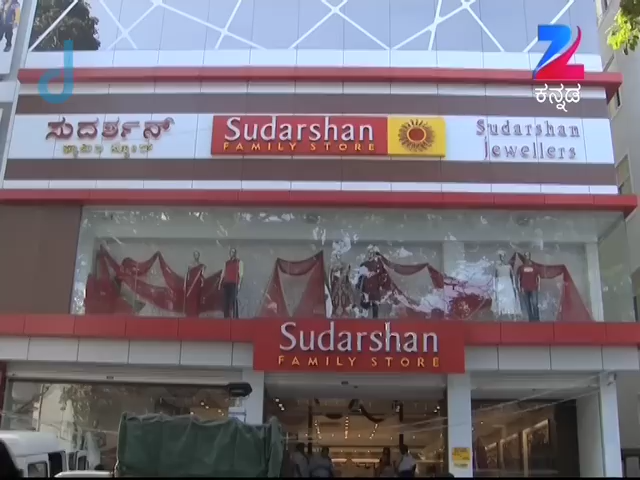 Z
ಕನ್ನಡ
ಸುದರ್ಶನ್
ಫ್ಯಾಮಿಲಿ ಸ್ಟೋರ್
Sudarshan
FAMILY STORE
Sudarshan
Jewellers
Sudarshan
FAMILY STORE